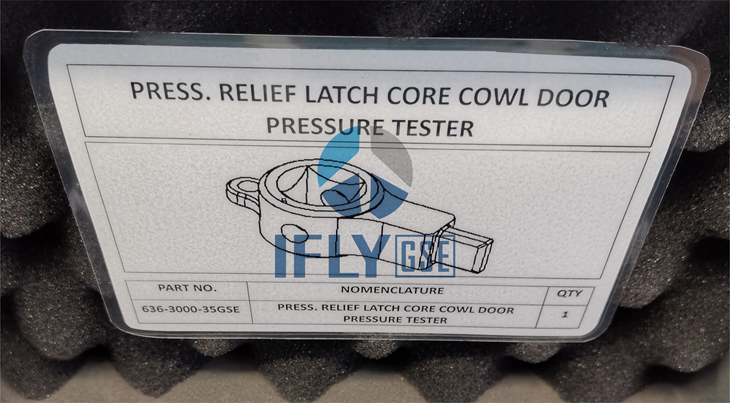 PRESS. RELIEF LATCH CORE COWL DOOR
PRESSURE TESTER
IFLY GSE
PART NO. NOMENCLATURE QTY
636-3000-35GSE PRESS. RELIEF LATCH CORE COWL DOOR 1
PRESSURE TESTER